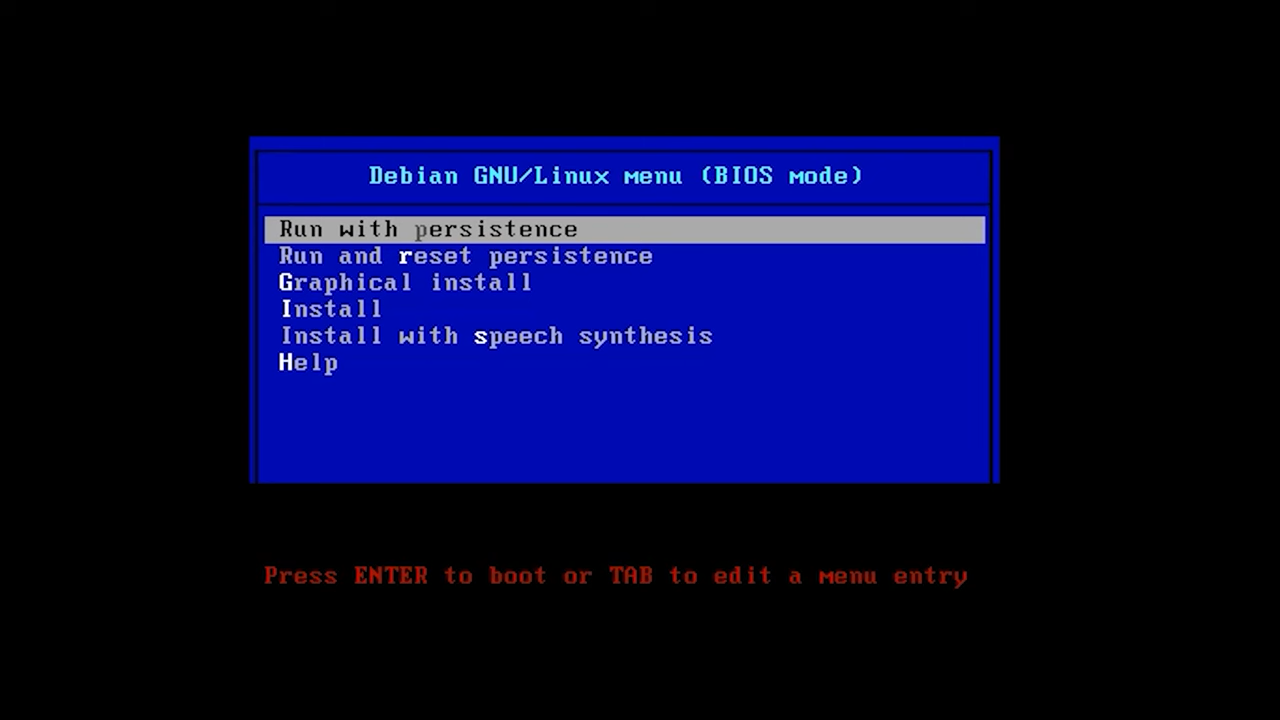 Debian GNU/Linux menu (BIOS mode)
Run with persistence
Run and reset persistence
Graphical install
Install
Install with speech synthesis
Help
Press ENTER to boot or TAB to edit a menu entry